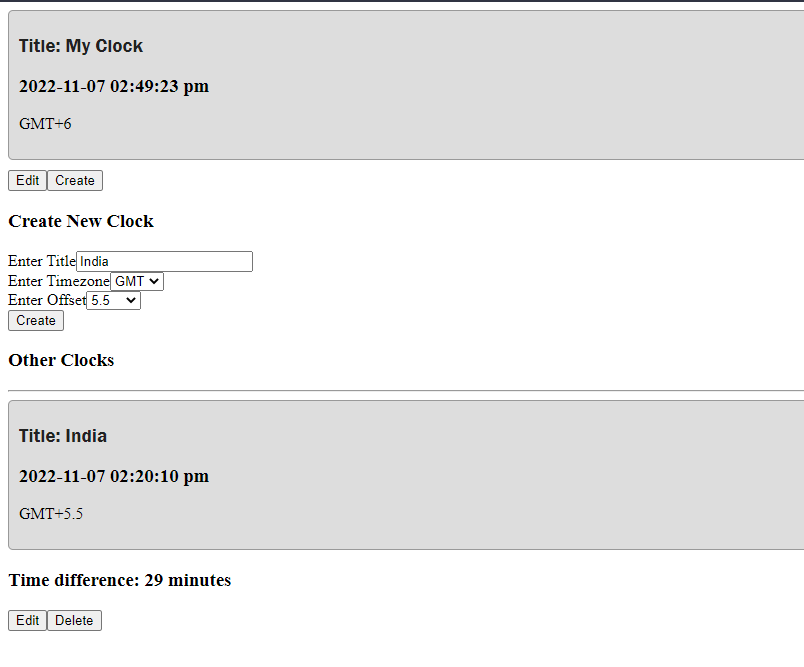 Title: My Clock
2022-11-07 02:49:23 pm
GMT+6
Edit Create
Create New Clock
Enter Title India
Enter Timezone GMT
Enter Offset 5.5
Create
Other Clocks
Title: India
2022-11-07 02:20:10 pm
GMT+5.5
Time difference: 29 minutes
Edit Delete